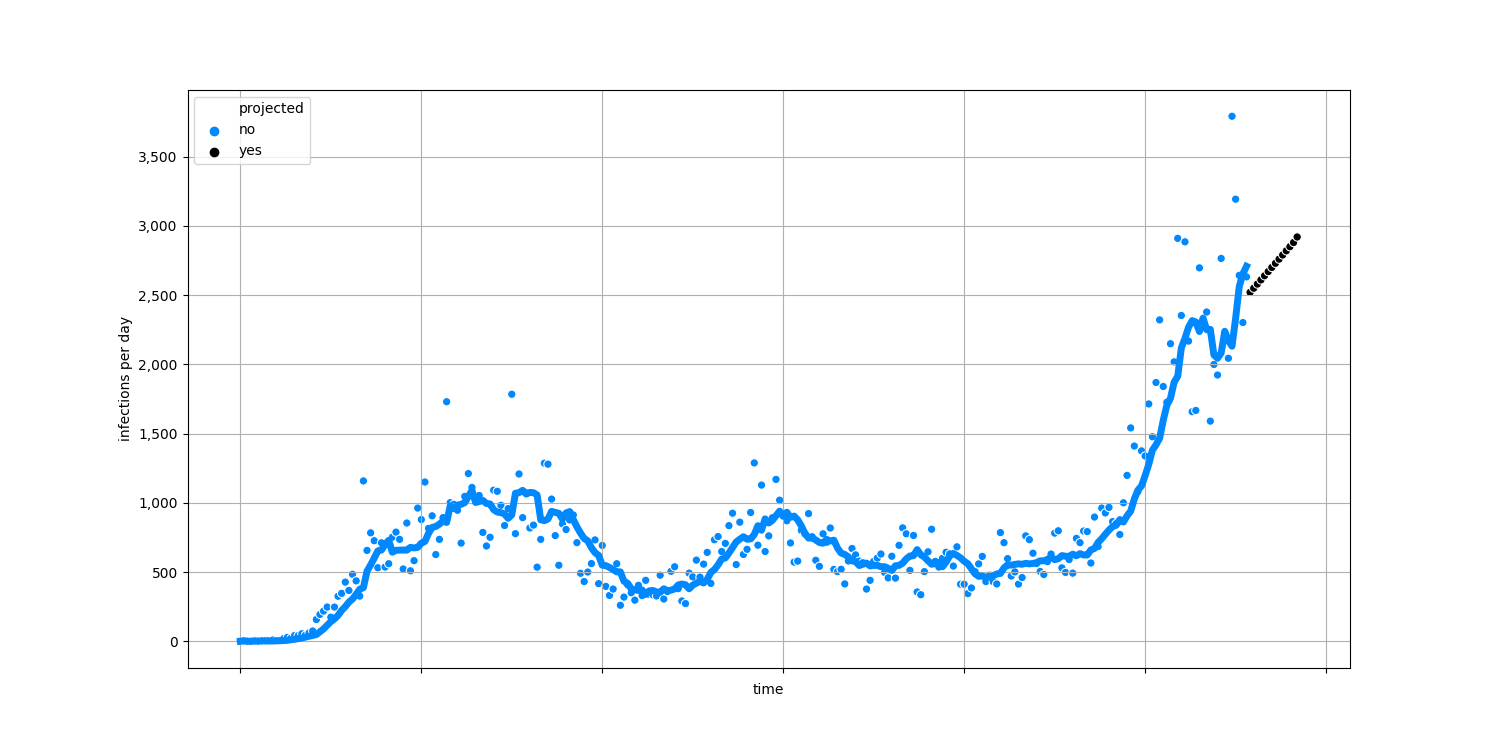 projected
no
yes
3,500
3,000
2,500
2,000
1,500
1,000
500
0
infections per day
time